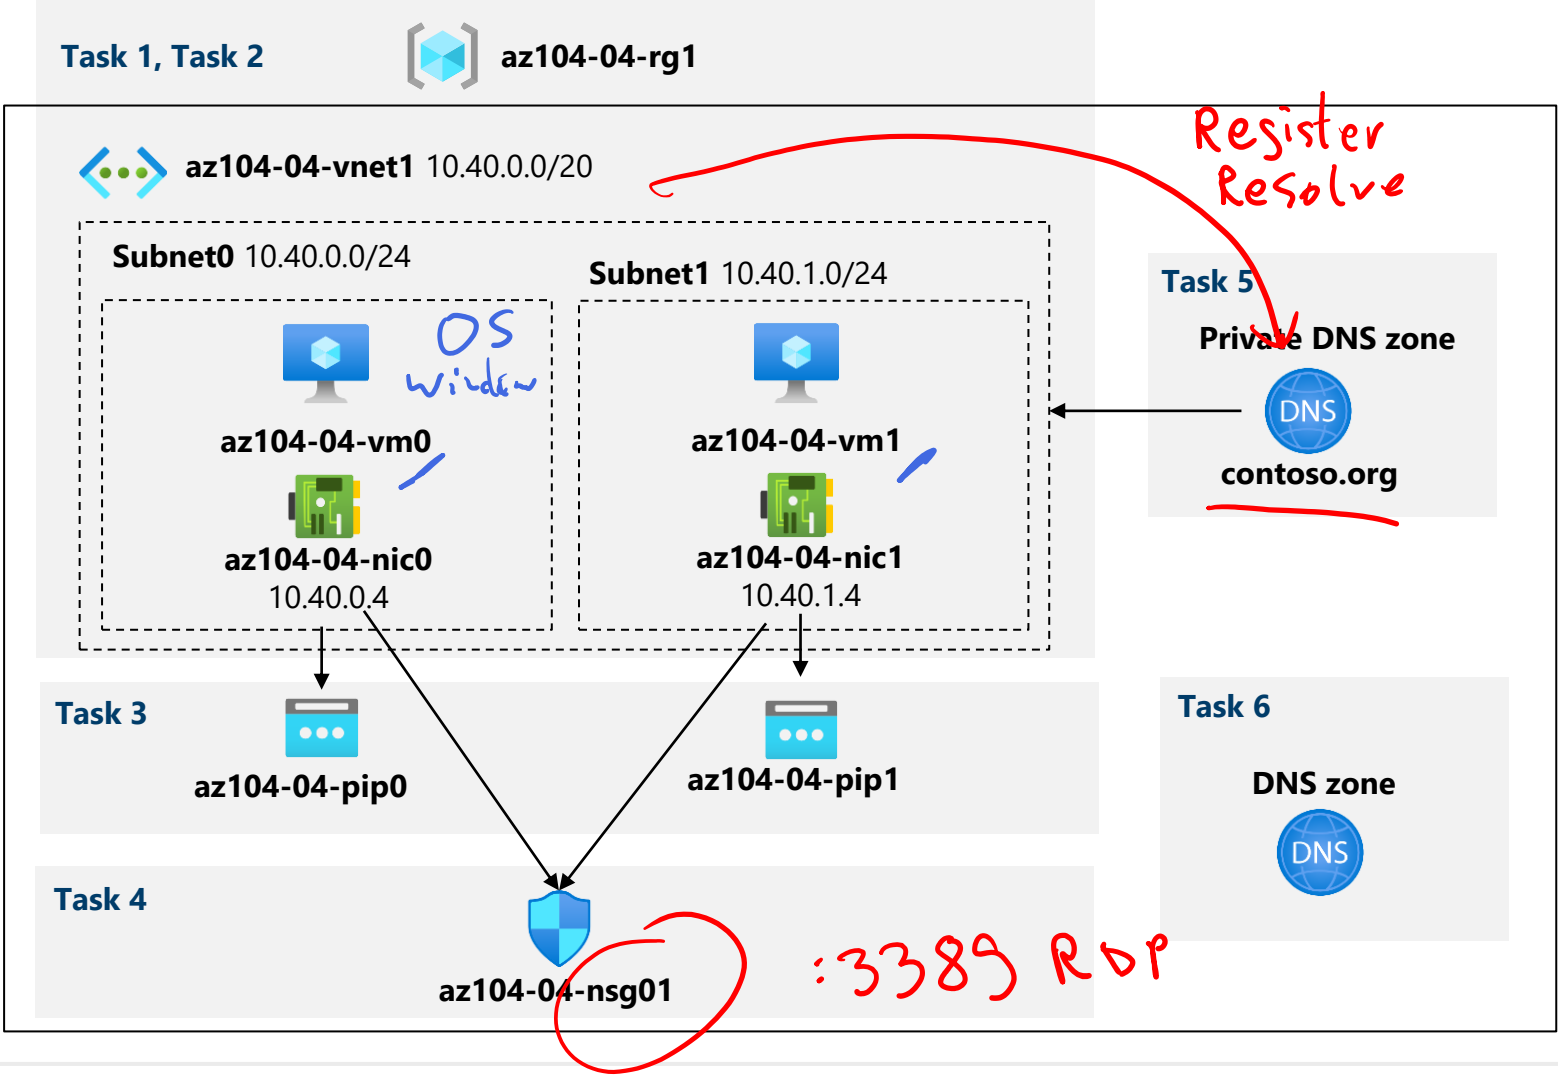 Task 1, Task 2
az104-04-rg1
Register
Resolve
az104-04-vnet1 10.40.0.0/20
Subnet0 10.40.0.0/24
Subnet1 10.40.1.0/24
Task 5
OS
Window
Private DNS zone
DNS
az104-04-vm0
az104-04-vm1
contoso.org
az104-04-nic0
10.40.0.4
az104-04-nic1
10.40.1.4
Task 3
az104-04-pip0
az104-04-pip1
Task 6
DNS zone
DNS
Task 4
az104-04-nsg01
:3389 RDP